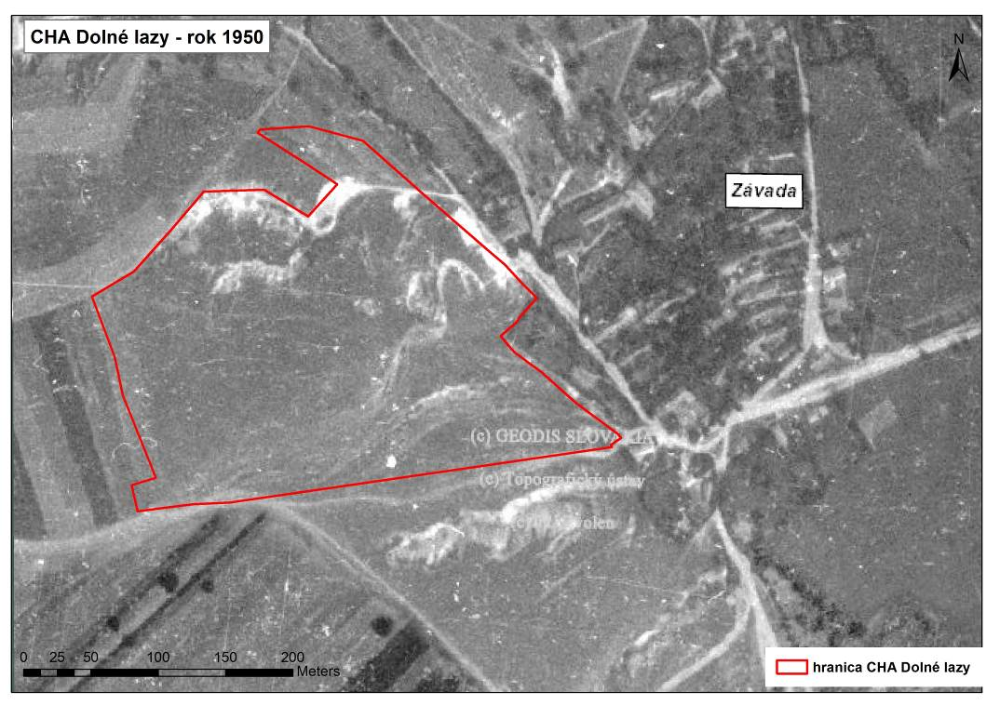 CHA Dolné lazy - rok 1950
N
Závada
(c) GEODIS SLOVAKIA
(c) Topografický ústav
volen
0 25 50 100 150 200
Meters
hranica CHA Dolné lazy